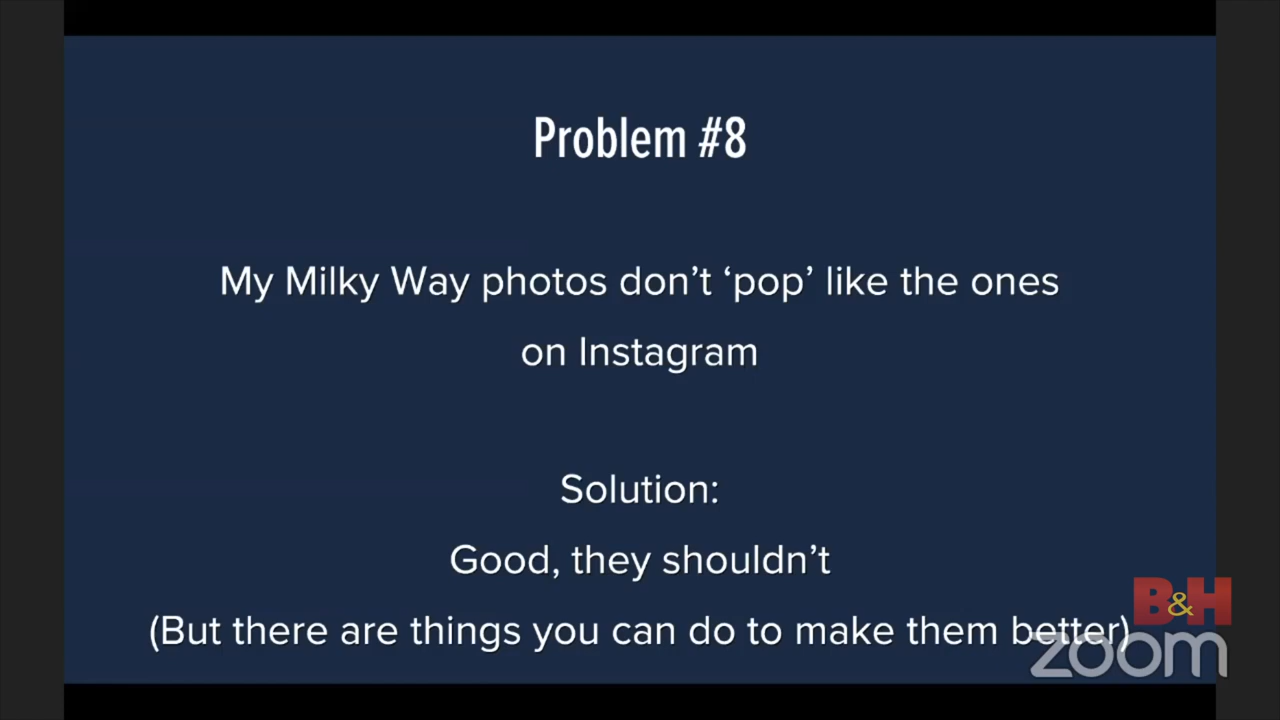 Problem #8
My Milky Way photos don’t ‘pop’ like the ones
on Instagram
Solution:
Good, they shouldn’t
(But there are things you can do to make them better)
B&H
zoom